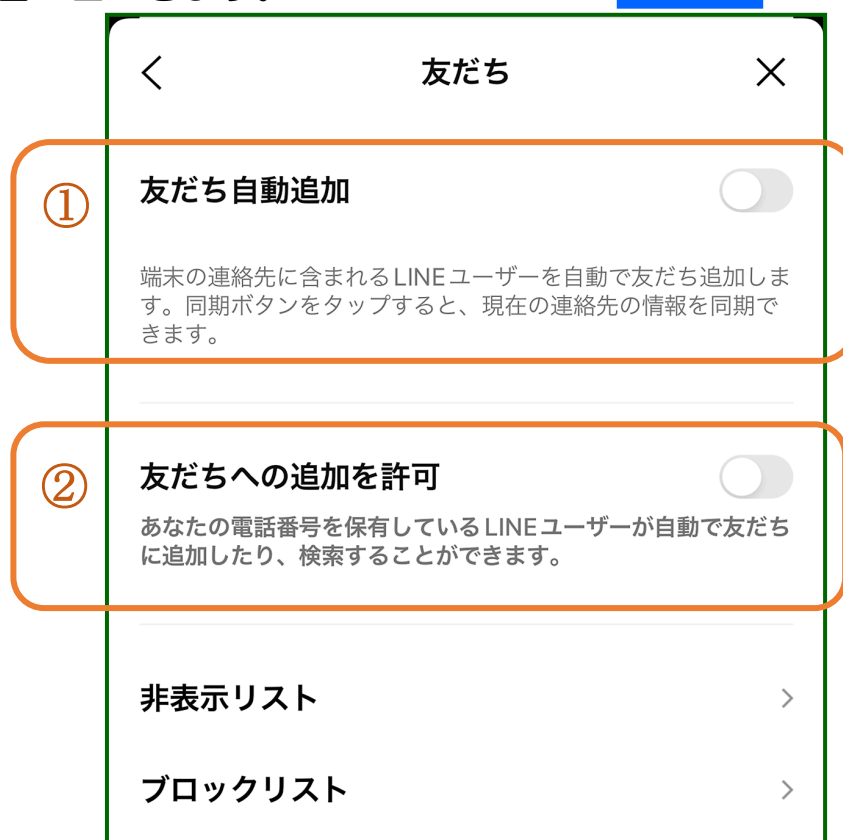 友だち
①
友だち自動追加
端末の連絡先に含まれるLINEユーザーを自動で友だち追加しま
す。同期ボタンをタップすると、現在の連絡先の情報を同期で
きます。
②
友だちへの追加を許可
あなたの電話番号を保有しているLINEユーザーが自動で友だち
に追加したり、検索することができます。
非表示リスト
ブロックリスト